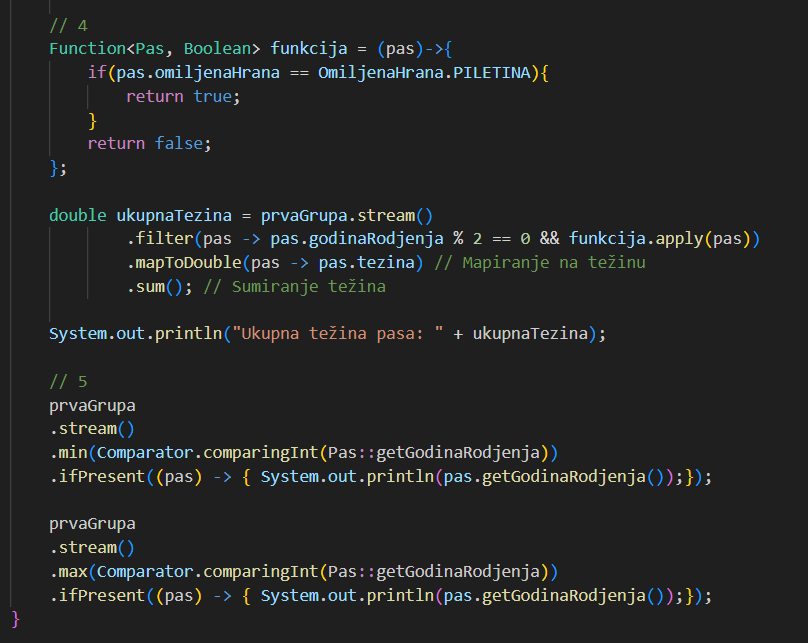 // 4
Function<Pas, Boolean> funkcija = (pas)->{
if(pas.omiljenaHrana == OmiljenaHrana.PILETINA){
return true;
}
return false;
};
double ukupnaTezina = prvaGrupa.stream()
.filter(pas -> pas.godinaRodjenja % 2 == 0 && funkcija.apply(pas))
.mapToDouble(pas -> pas.tezina) // Mapiranje na težinu
.sum(); // Sumiranje težina
System.out.println("Ukupna težina pasa: " + ukupnaTezina);
// 5
prvaGrupa
.stream()
.min(Comparator.comparingInt(Pas::getGodinaRodjenja))
.ifPresent((pas) -> { System.out.println(pas.getGodinaRodjenja());});
prvaGrupa
.stream()
.max(Comparator.comparingInt(Pas::getGodinaRodjenja))
.ifPresent((pas) -> { System.out.println(pas.getGodinaRodjenja());});
}